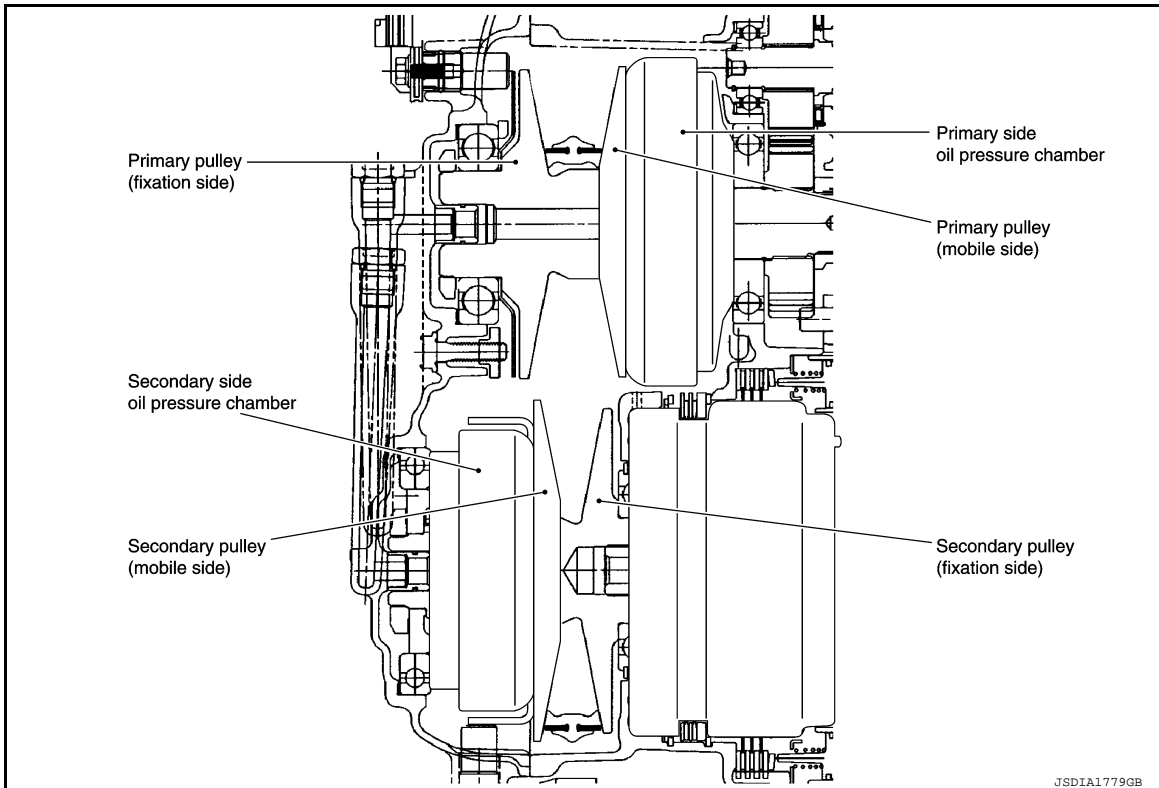 Primary pulley
(fixation side)
Primary side
oil pressure chamber
Primary pulley
(mobile side)
Secondary side
oil pressure chamber
Secondary pulley
(mobile side)
Secondary pulley
(fixation side)
JSDIA1779GB